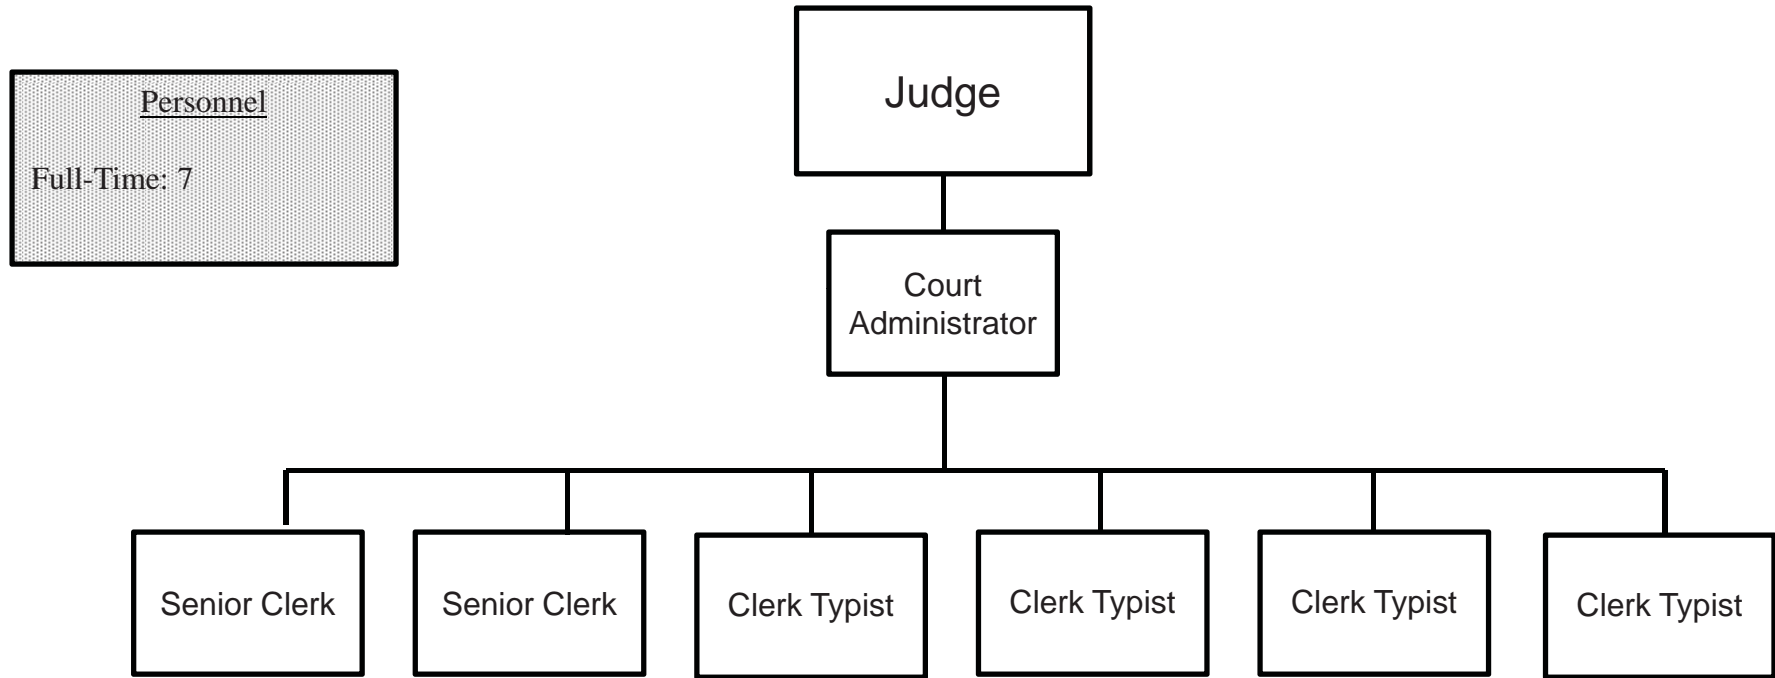 Judge
Personnel
Full-Time: 7
Court
Administrator
Senior Clerk
Senior Clerk
Clerk Typist
Clerk Typist
Clerk Typist
Clerk Typist